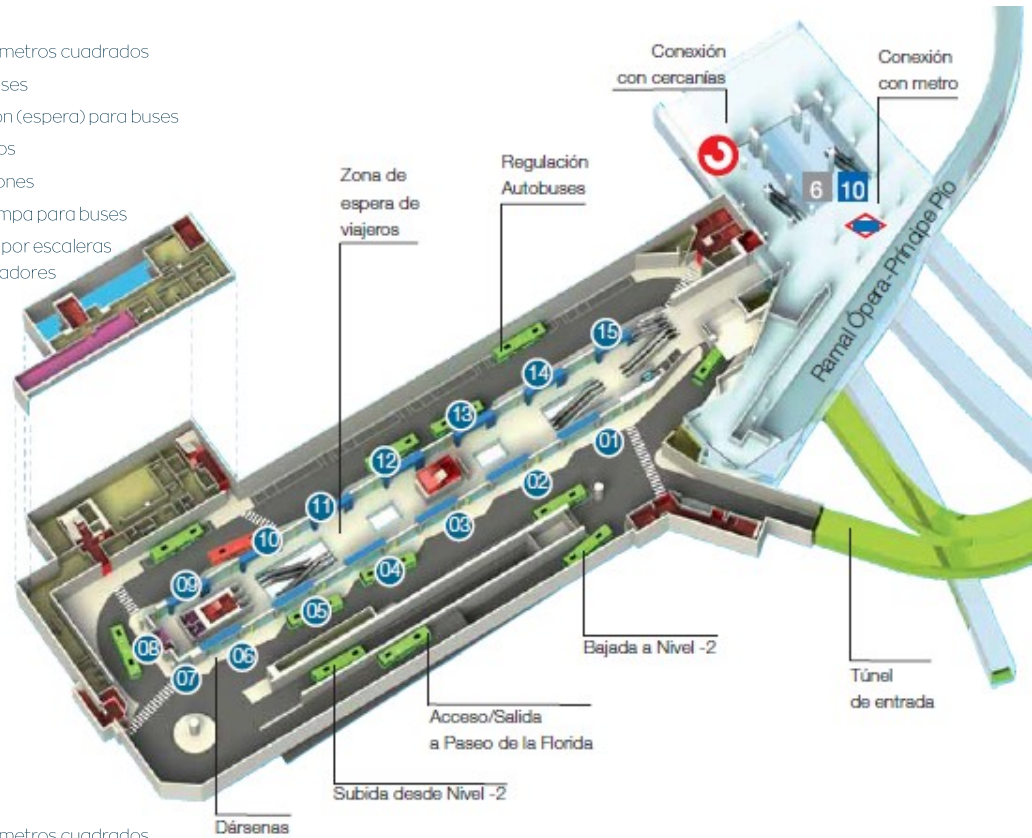 metros cuadrados
ses
on (espera) para buses
os
ones
mpa para buses
por escaleras
adores
Conexión
con cercanías
Conexión
con metro
Zona de
espera de
viajeros
Regulación
Autobuses
6
10
Ramal Ópera-Príncipe Pío
15
14
13
12
11
10
09
08
07
06
05
04
03
02
01
Bajada a Nivel -2
Túnel
de entrada
Acceso/Salida
a Paseo de la Florida
Subida desde Nivel -2
Dársenas
metros cuadrados